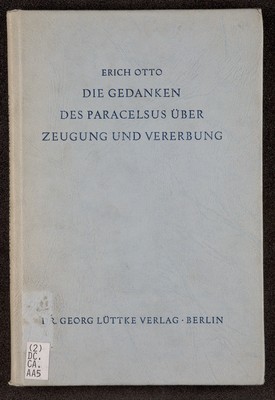 ERICH OTTO
DIE GEDANKEN
DES PARACELSUS ÜBER
ZEUGUNG UND VERERBUNG
GEORG LÜTTKE VERLAG · BERLIN
(2)
DC.
CA.
AA5